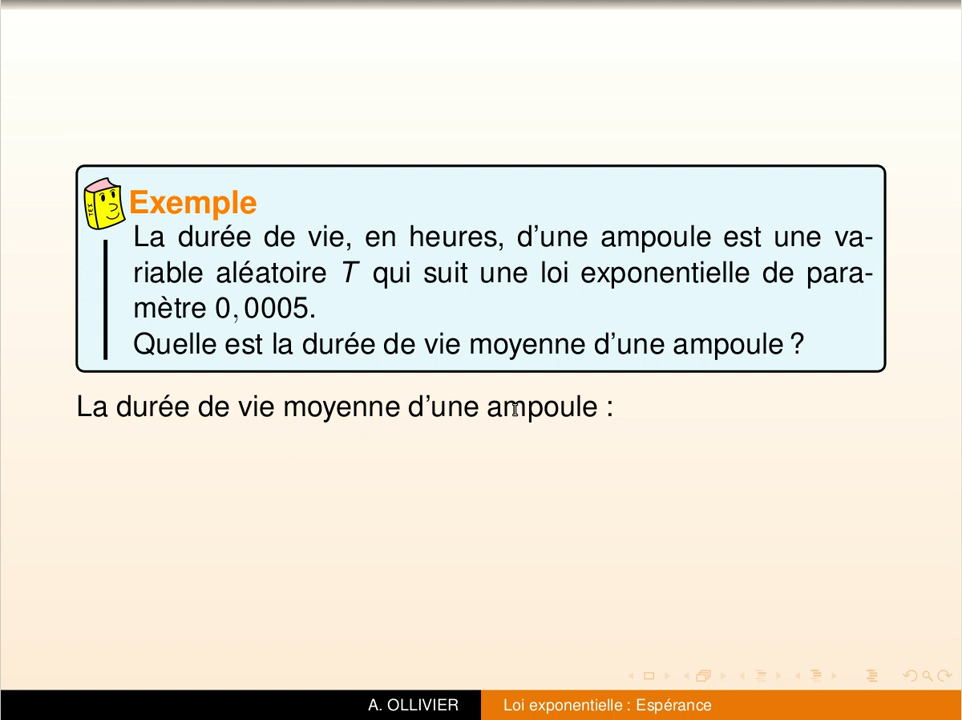 TEX
Exemple
La durée de vie, en heures, d'une ampoule est une va-
riable aléatoire T qui suit une loi exponentielle de para-
mètre 0, 0005.
Quelle est la durée de vie moyenne d'une ampoule ?
La durée de vie moyenne d'une ampoule :
A. OLLIVIER
Loi exponentielle : Espérance